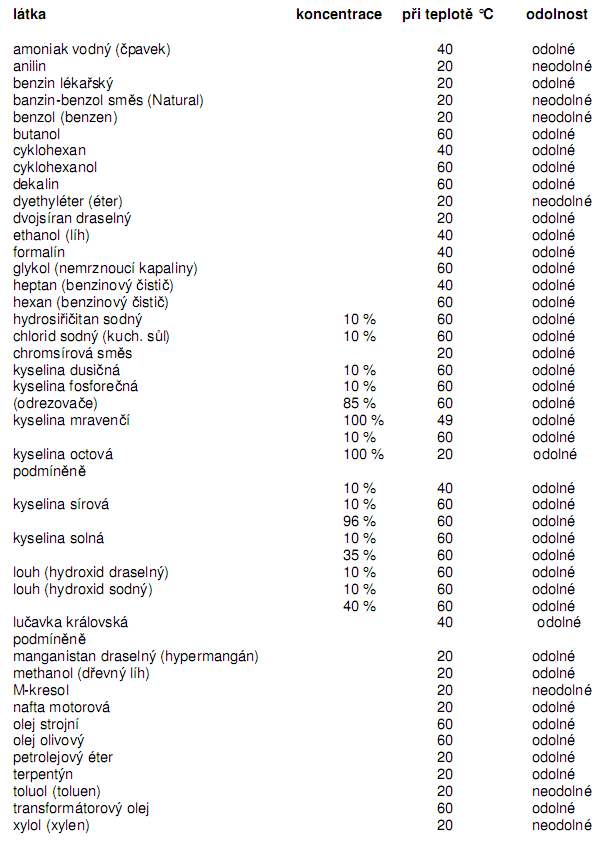 látka koncentrace při teplotě °C odolnost
amoniak vodný (čpavek) 40 odolné
anilin 20 neodolné
benzin lékařský 20 odolné
banzin-benzol směs (Natural) 20 neodolné
benzol (benzen) 20 neodolné
butanol 60 odolné
cyklohexan 40 odolné
cyklohexanol 60 odolné
dekalin 60 odolné
dyethyléter (éter) 20 neodolné
dvojsíran draselný 20 odolné
ethanol (líh) 40 odolné
formalín 40 odolné
glykol (nemrznoucí kapaliny) 60 odolné
heptan (benzinový čistič) 40 odolné
hexan (benzinový čistič) 60 odolné
hydrosiřičitan sodný 10 % 60 odolné
chlorid sodný (kuch. sůl) 10 % 60 odolné
chromsírová směs 20 odolné
kyselina dusičná 10 % 60 odolné
kyselina fosforečná 10 % 60 odolné
(odrezovače) 85 % 60 odolné
kyselina mravenčí 100 % 49 odolné
10 % 60 odolné
kyselina octová 100 % 20 odolné
podmíněně
10 % 40 odolné
kyselina sírová 10 % 60 odolné
96 % 60 odolné
kyselina solná 10 % 60 odolné
35 % 60 odolné
louh (hydroxid draselný) 10 % 60 odolné
louh (hydroxid sodný) 10 % 60 odolné
40 % 60 odolné
lučavka královská 40 odolné
podmíněně
manganistan draselný (hypermangán) 20 odolné
methanol (dřevný líh) 20 odolné
M-kresol 20 neodolné
nafta motorová 20 odolné
olej strojní 60 odolné
olej olivový 60 odolné
petrolejový éter 20 odolné
terpentýn 20 odolné
toluol (toluen) 20 neodolné
transformátorový olej 60 odolné
xylol (xylen) 20 neodolné